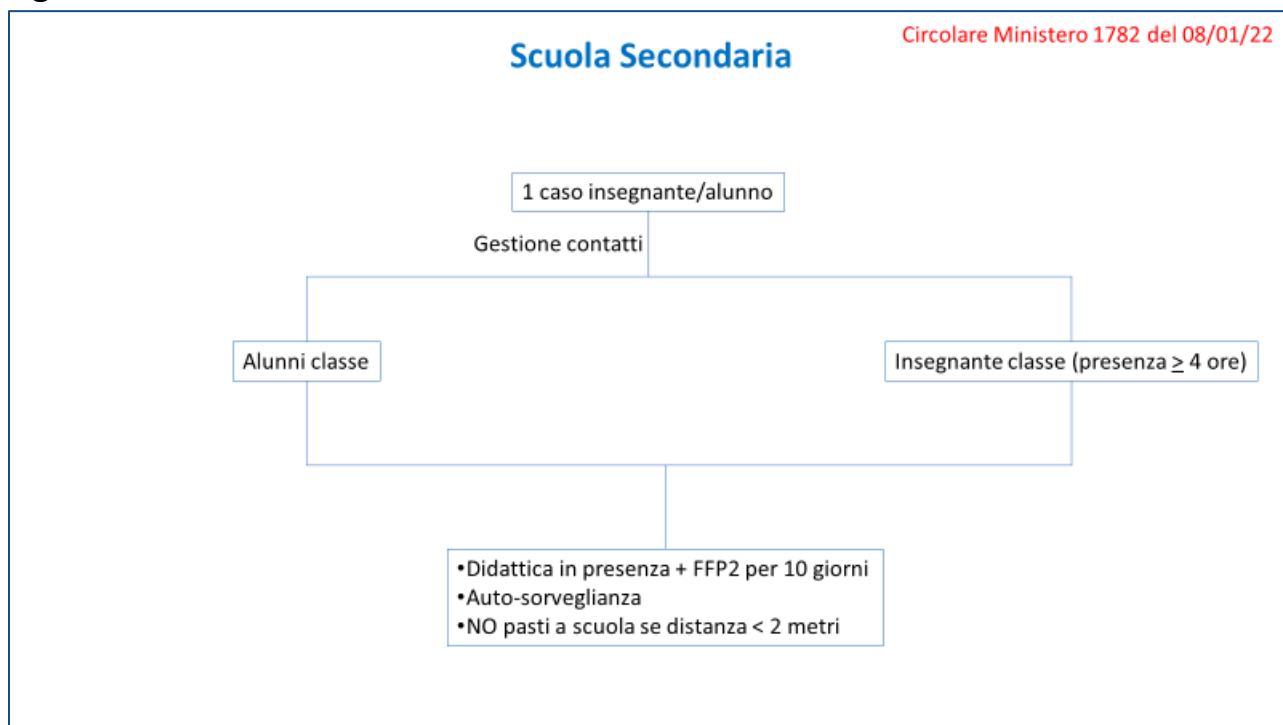 Circolare Ministero 1782 del 08/01/22
Scuola Secondaria
1 caso insegnante/alunno
Gestione contatti
Alunni classe
Insegnante classe (presenza ≥ 4 ore)
•Didattica in presenza + FFP2 per 10 giorni
•Auto-sorveglianza
•NO pasti a scuola se distanza < 2 metri